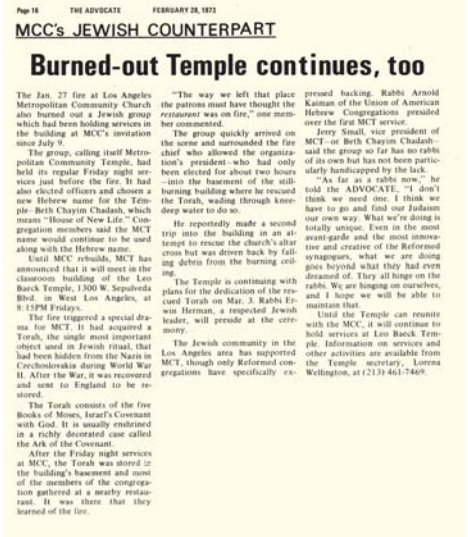 Page 16 THE ADVOCATE FEBRUARY 28, 1973
MCC's JEWISH COUNTERPART
Burned-out Temple continues, too
The Jan. 27 fire at Los Angeles
Metropolitan Community Church
also burned out a Jewish group
which had been holding services in
the building at MCC's invitation
since July 9.
The group, calling itself Metro-
politan Community Temple, had
held its regular Friday night ser-
vices just before the fire. It had
also elected officers and chosen a
new Hebrew name for the Tem-
ple—Beth Chayim Chadash, which
means "House of New Life." Con-
gregation members said the MCT
name would continue to be used
along with the Hebrew name.
Until MCC rebuilds, MCT has
announced that it will meet in the
classroom building of the Leo
Baeck Temple, 1300 W. Sepulveda
Blvd. in West Los Angeles, at
8:15PM Fridays.
The fire triggered a special dra-
ma for MCT. It had acquired a
Torah, the single most important
object used in Jewish ritual, that
had been hidden from the Nazis in
Czechoslovakia during World War
II. After the War, it was recovered
and sent to England to be re-
stored.
The Torah consists of the five
Books of Moses, Israel's Covenant
with God. It is usually enshrined
in a richly decorated case called
the Ark of the Covenant.
After the Friday night services
at MCC, the Torah was stored in
the building's basement and most
of the members of the congrega-
tion gathered at a nearby restau-
rant. It was there that they
learned of the fire.
"The way we left that place
the patrons must have thought the
restaurant was on fire," one mem-
ber commented.
The group quickly arrived on
the scene and surrounded the fire
chief who allowed the organiza-
tion's president—who had only
been elected for about two hours
—into the basement of the still-
burning building where he rescued
the Torah, wading through knee-
deep water to do so.
He reportedly made a second
trip into the building in an at-
tempt to rescue the church's altar
cross but was driven back by fall-
ing debris from the burning ceil-
ing.
The Temple is continuing with
plans for the dedication of the res-
cued Torah on Mar. 3. Rabbi Er-
win Herman, a respected Jewish
leader, will preside at the cere-
mony.
The Jewish community in the
Los Angeles area has supported
MCT, though only Reformed con-
gregations have specifically ex-
pressed backing. Rabbi Arnold
Kaiman of the Union of American
Hebrew Congregations presided
over the first MCT service.
Jerry Small, vice president of
MCT—or Beth Chayim Chadash—
said the group so far has no rabbi
of its own but has not been partic-
ularly handicapped by the lack.
"As far as a rabbi now," he
told the ADVOCATE, "I don't
think we need one. I think we
have to go and find our Judaism
our own way. What we're doing is
totally unique. Even in the most
avant-garde and the most innova-
tive and creative of the Reformed
synagogues, what we are doing
goes beyond what they had even
dreamed of. They all hinge on the
rabbi. We are hinging on ourselves,
and I hope we will be able to
maintain that.
Until the Temple can reunite
with the MCC, it will continue to
hold services at Leo Baeck Tem-
ple. Information on services and
other activities are available from
the Temple secretary, Lorena
Wellington, at (213) 461-7469.